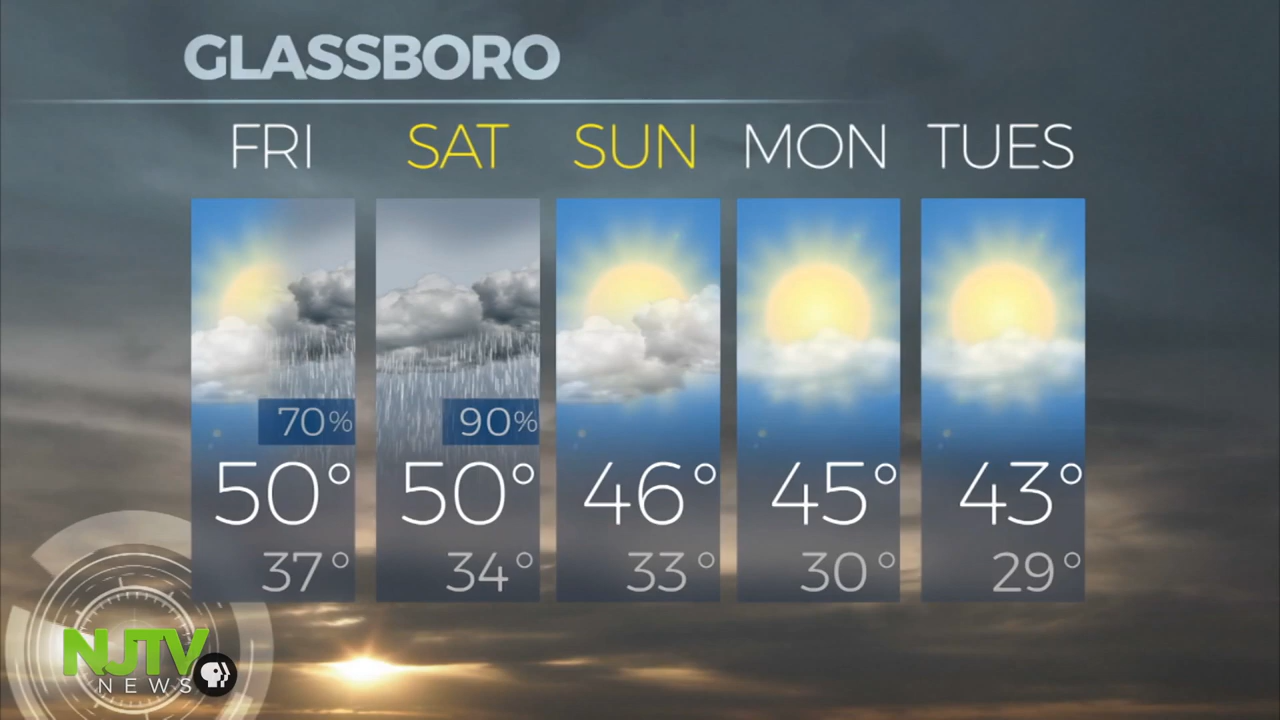 GLASSBORO
FRI SAT SUN MON TUES
70% 90%
50° 50° 46° 45° 43°
37° 34° 33° 30° 29°
NJTV
NEWS